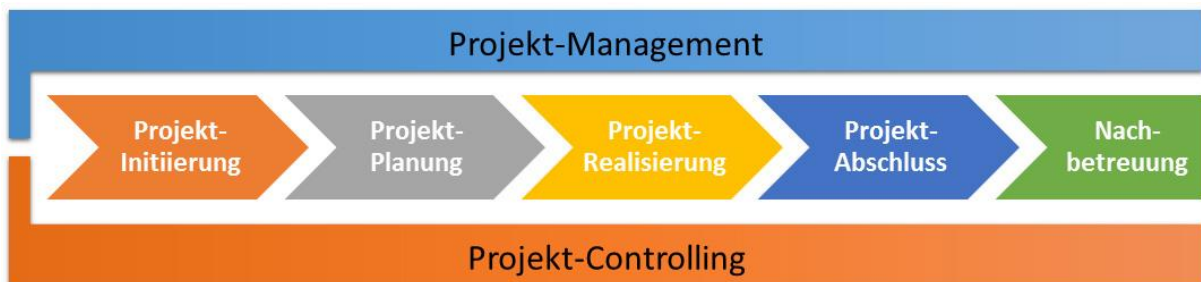 Projekt-Management
Projekt-
Initiierung
Projekt-
Planung
Projekt-
Realisierung
Projekt-
Abschluss
Nach-
betreuung
Projekt-Controlling